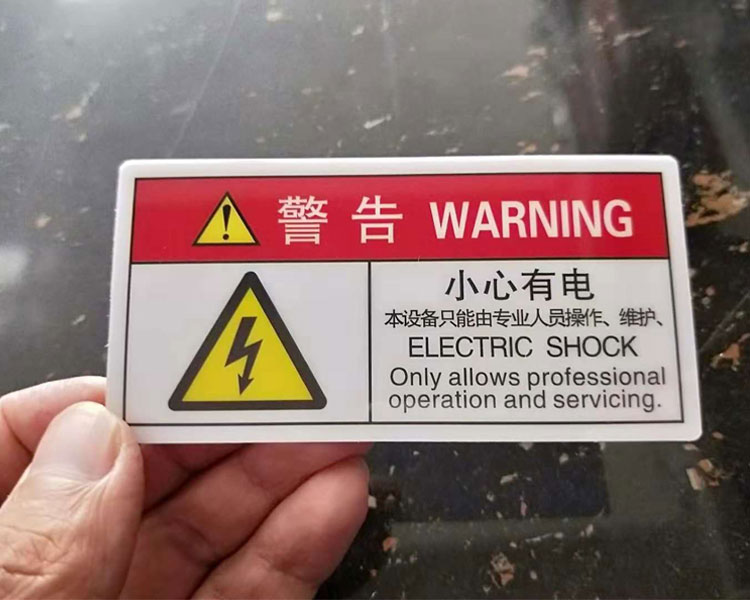 警告 WARNING
小心有电
本设备只能由专业人员操作、维护、
ELECTRIC SHOCK
Only allows professional
operation and servicing.